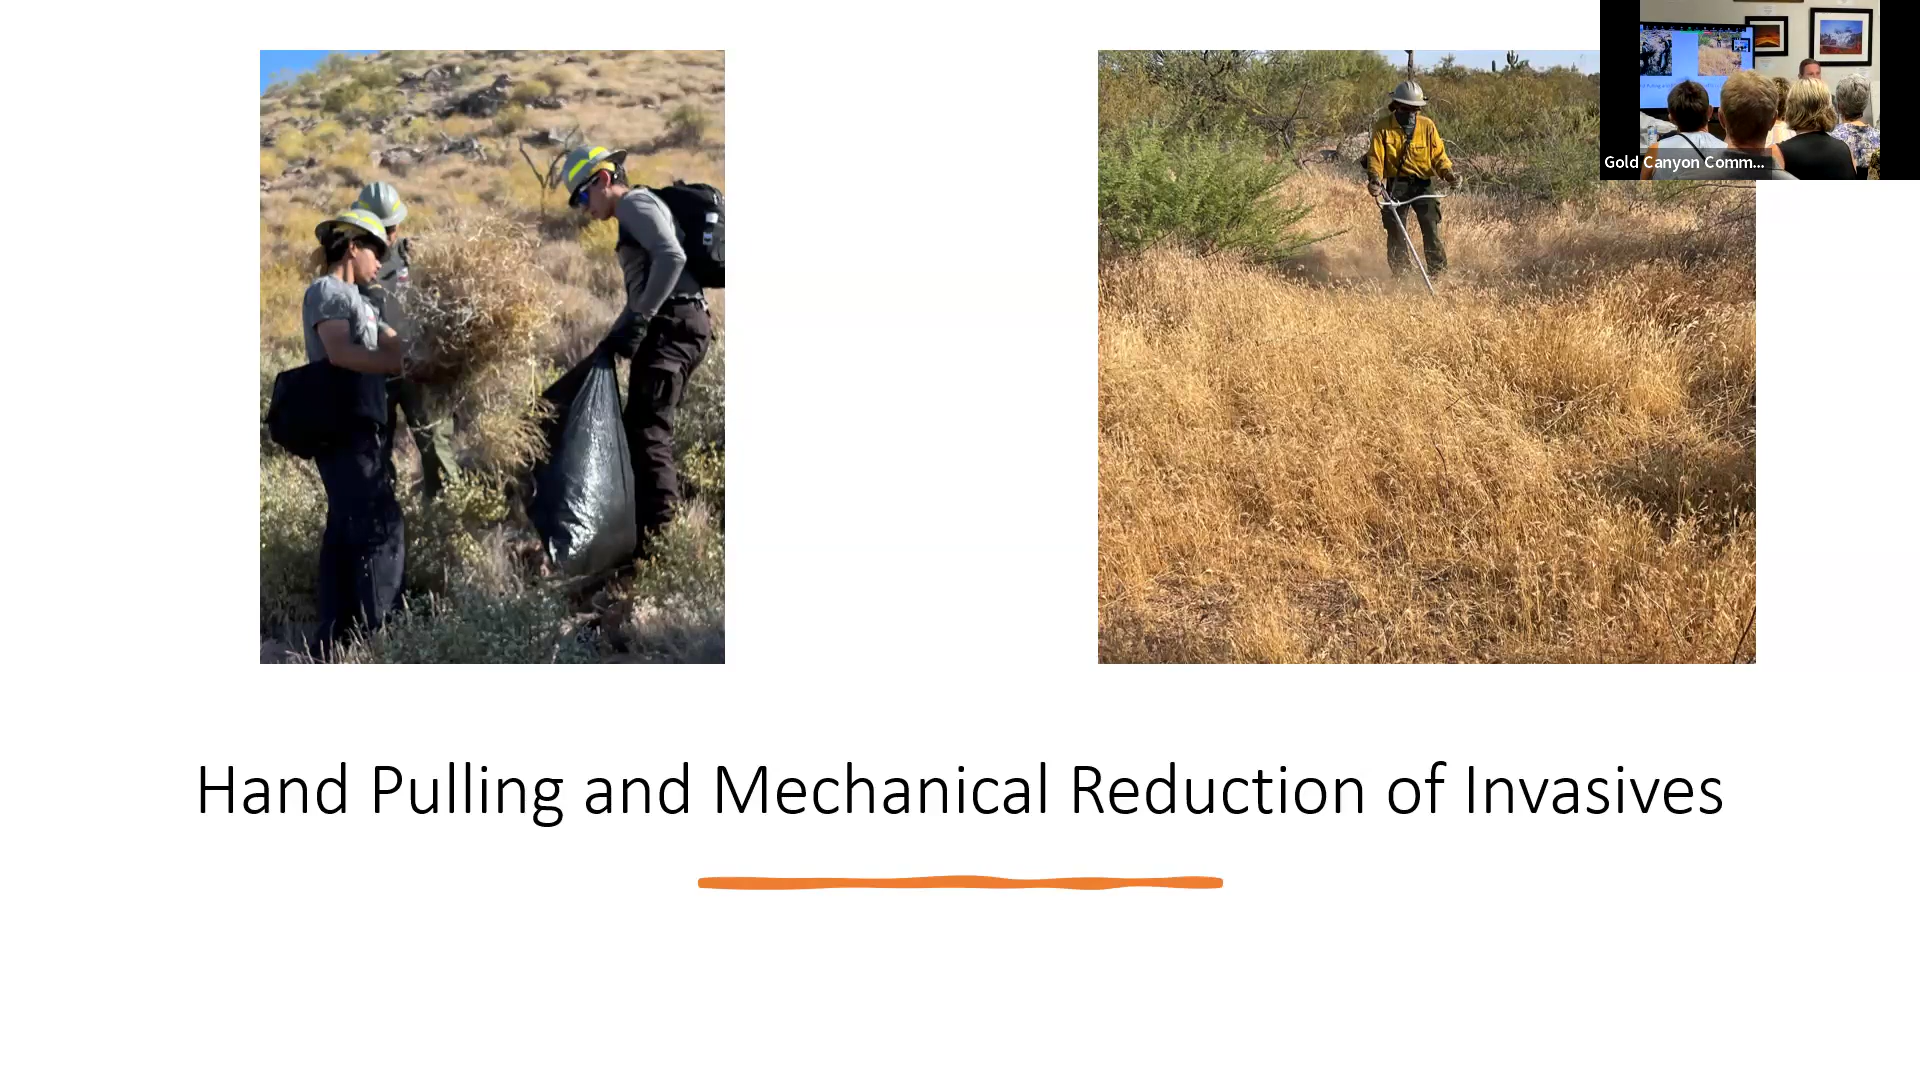 Gold Canyon Comm...
Hand Pulling and Mechanical Reduction of Invasives